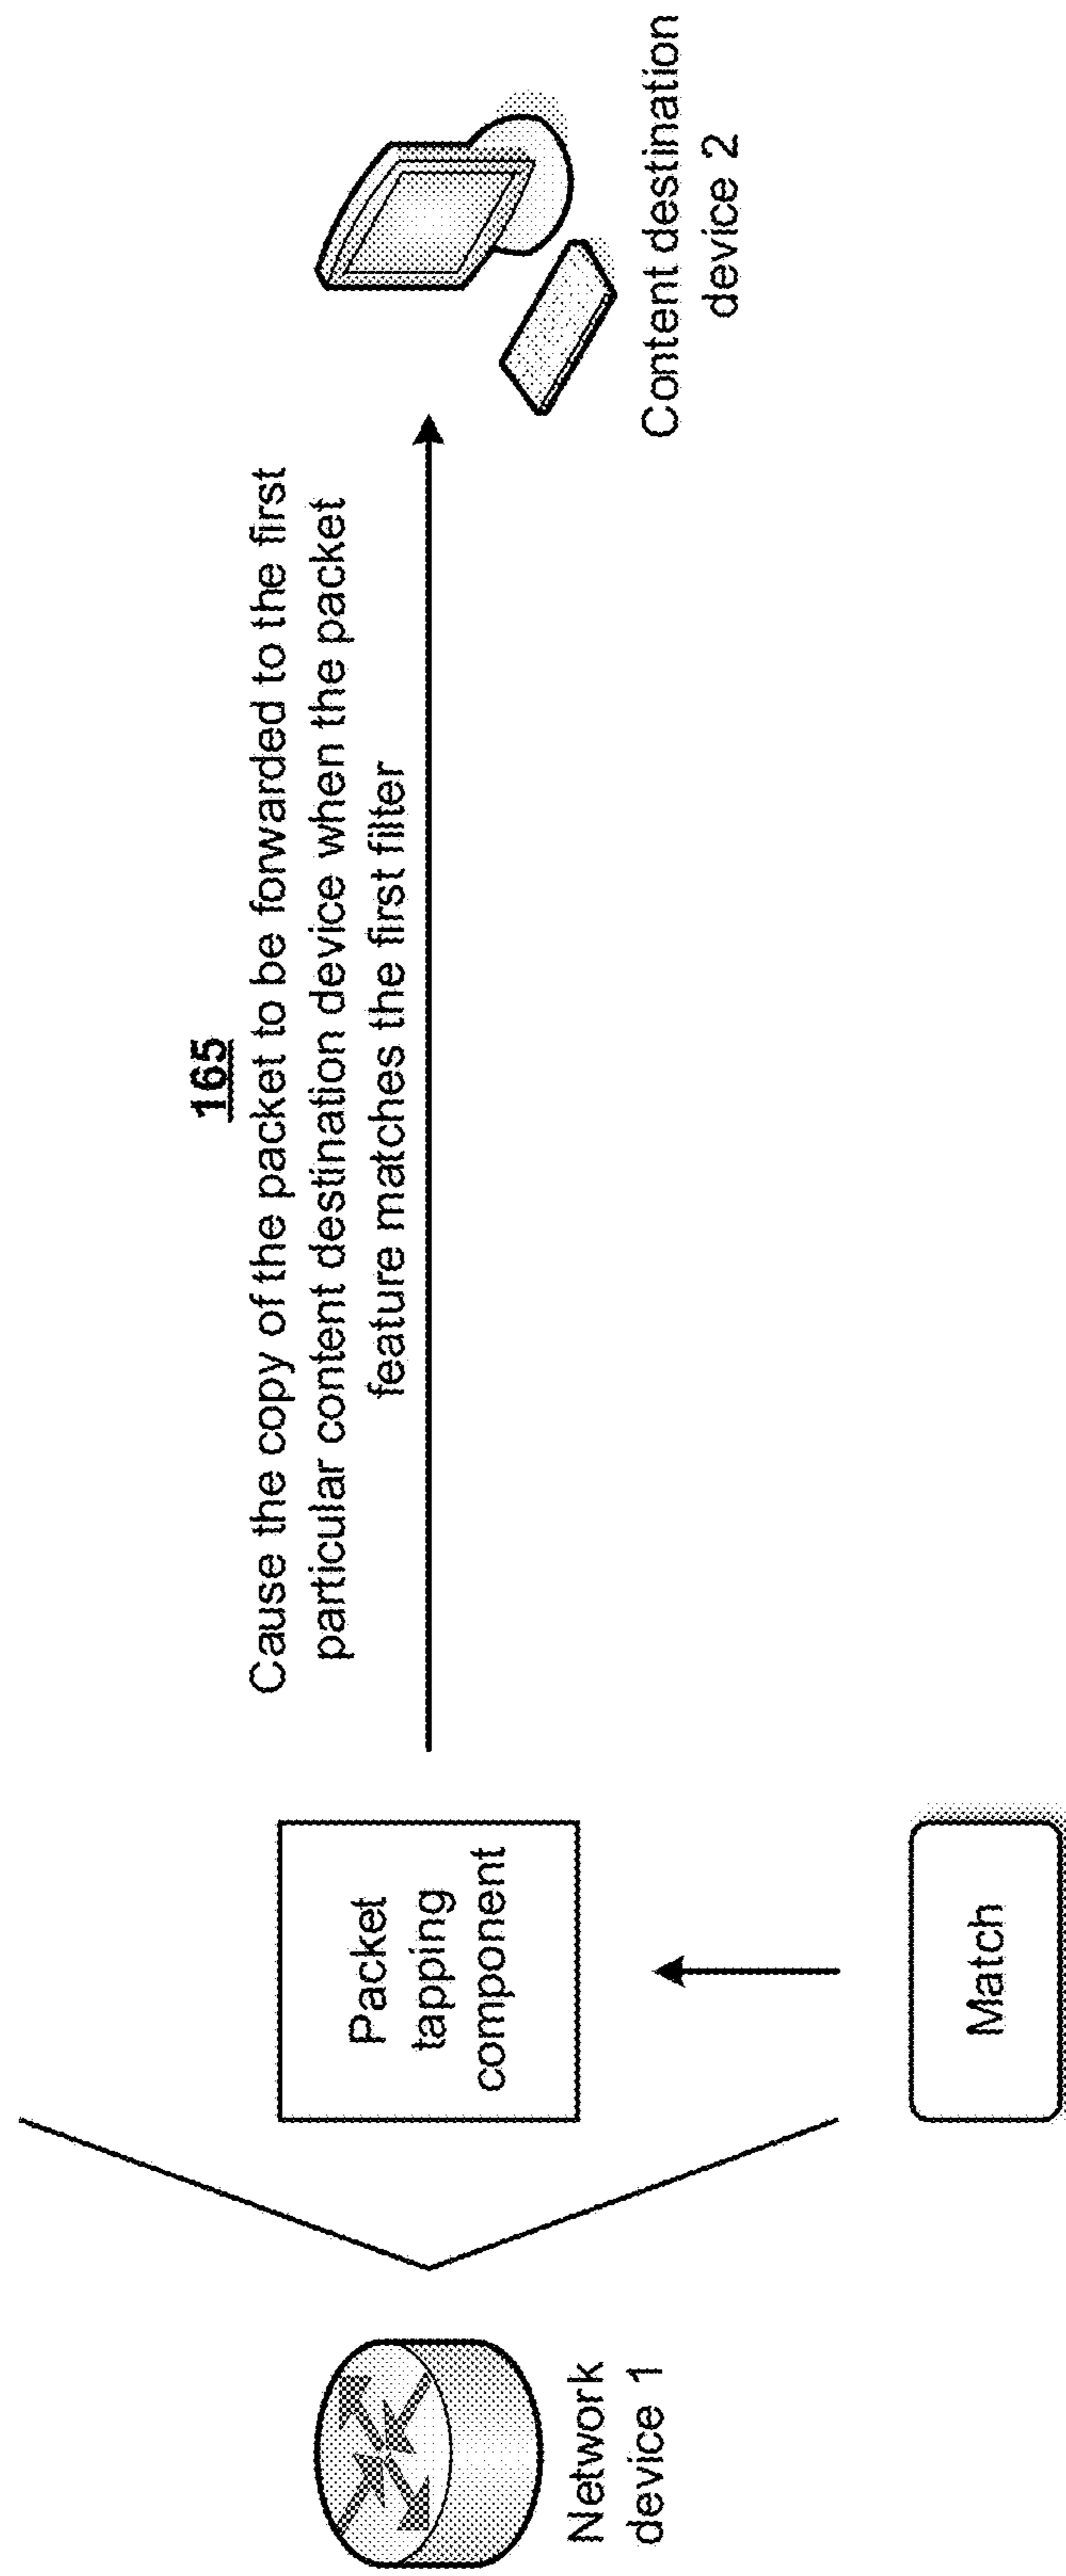 165
Cause the copy of the packet to be forwarded to the first
particular content destination device when the packet
feature matches the first filter
Network
device 1
Packet
tapping
component
Match
Content destination
device 2